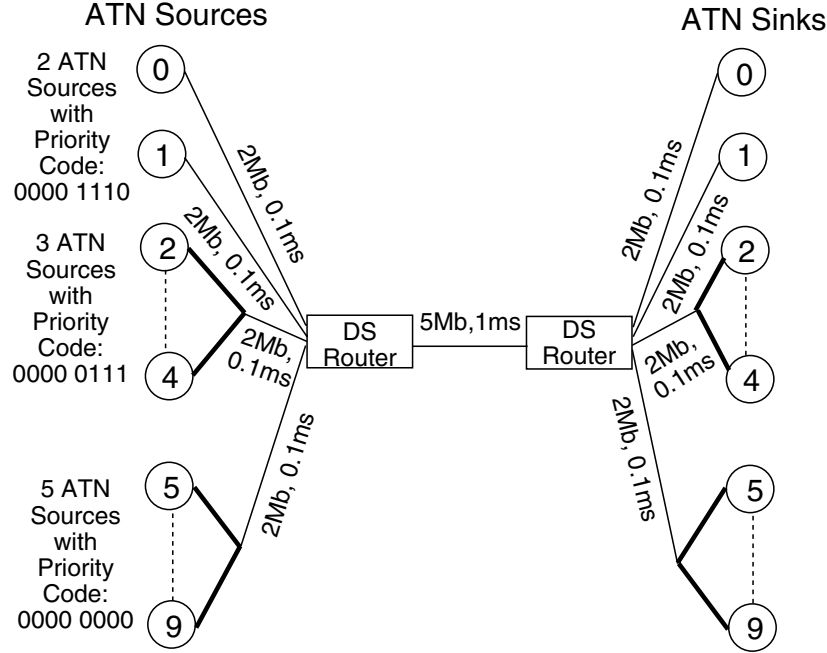 ATN Sources
ATN Sinks
2 ATN
Sources
with
Priority
Code:
0000 1110
0
1
2Mb, 0.1ms
2Mb, 0.1ms
3 ATN
Sources
with
Priority
Code:
0000 0111
2
4
2Mb,
0.1ms
5 ATN
Sources
with
Priority
Code:
0000 0000
5
9
2Mb, 0.1ms
DS
Router
5Mb,1ms
DS
Router
2Mb, 0.1ms
2Mb, 0.1ms
2Mb,
0.1ms
2Mb, 0.1ms
0
1
2
4
5
9